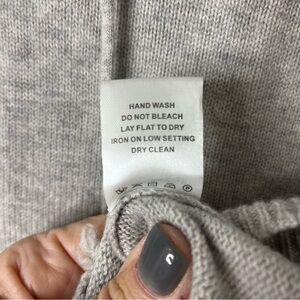 HAND WASH
DO NOT BLEACH
LAY FLAT TO DRY
IRON ON LOW SETTING
DRY CLEAN